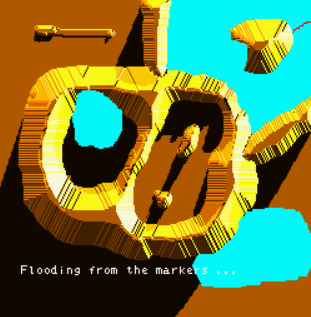 Flooding from the markers ...